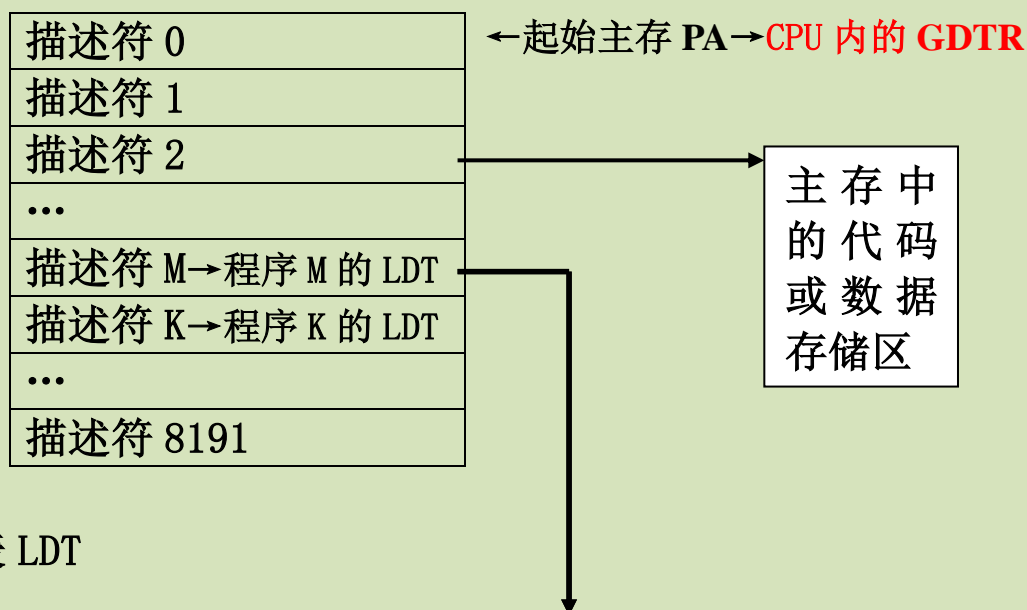 描述符 0
←起始主存 PA→CPU 内的 GDTR
描述符 1
描述符 2
…
描述符 M→程序 M 的 LDT
描述符 K→程序 K 的 LDT
…
描述符 8191
主存中
的代码
或数据
存储区
LDT